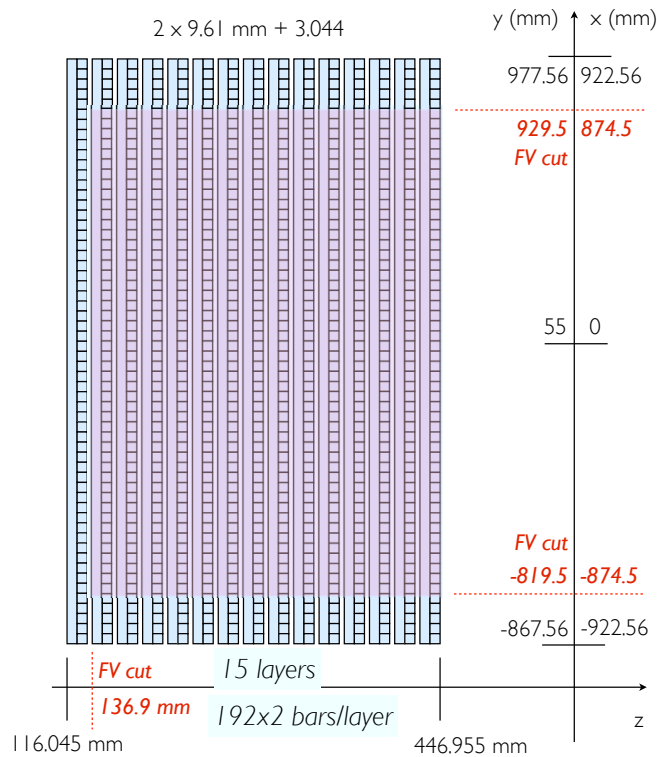 2 x 9.61 mm + 3.044
y (mm) x (mm)
977.56 922.56
929.5 874.5
FV cut
55 0
FV cut
-819.5 -874.5
-867.56 -922.56
FV cut
15 layers
136.9 mm
192x2 bars/layer
z
116.045 mm
446.955 mm